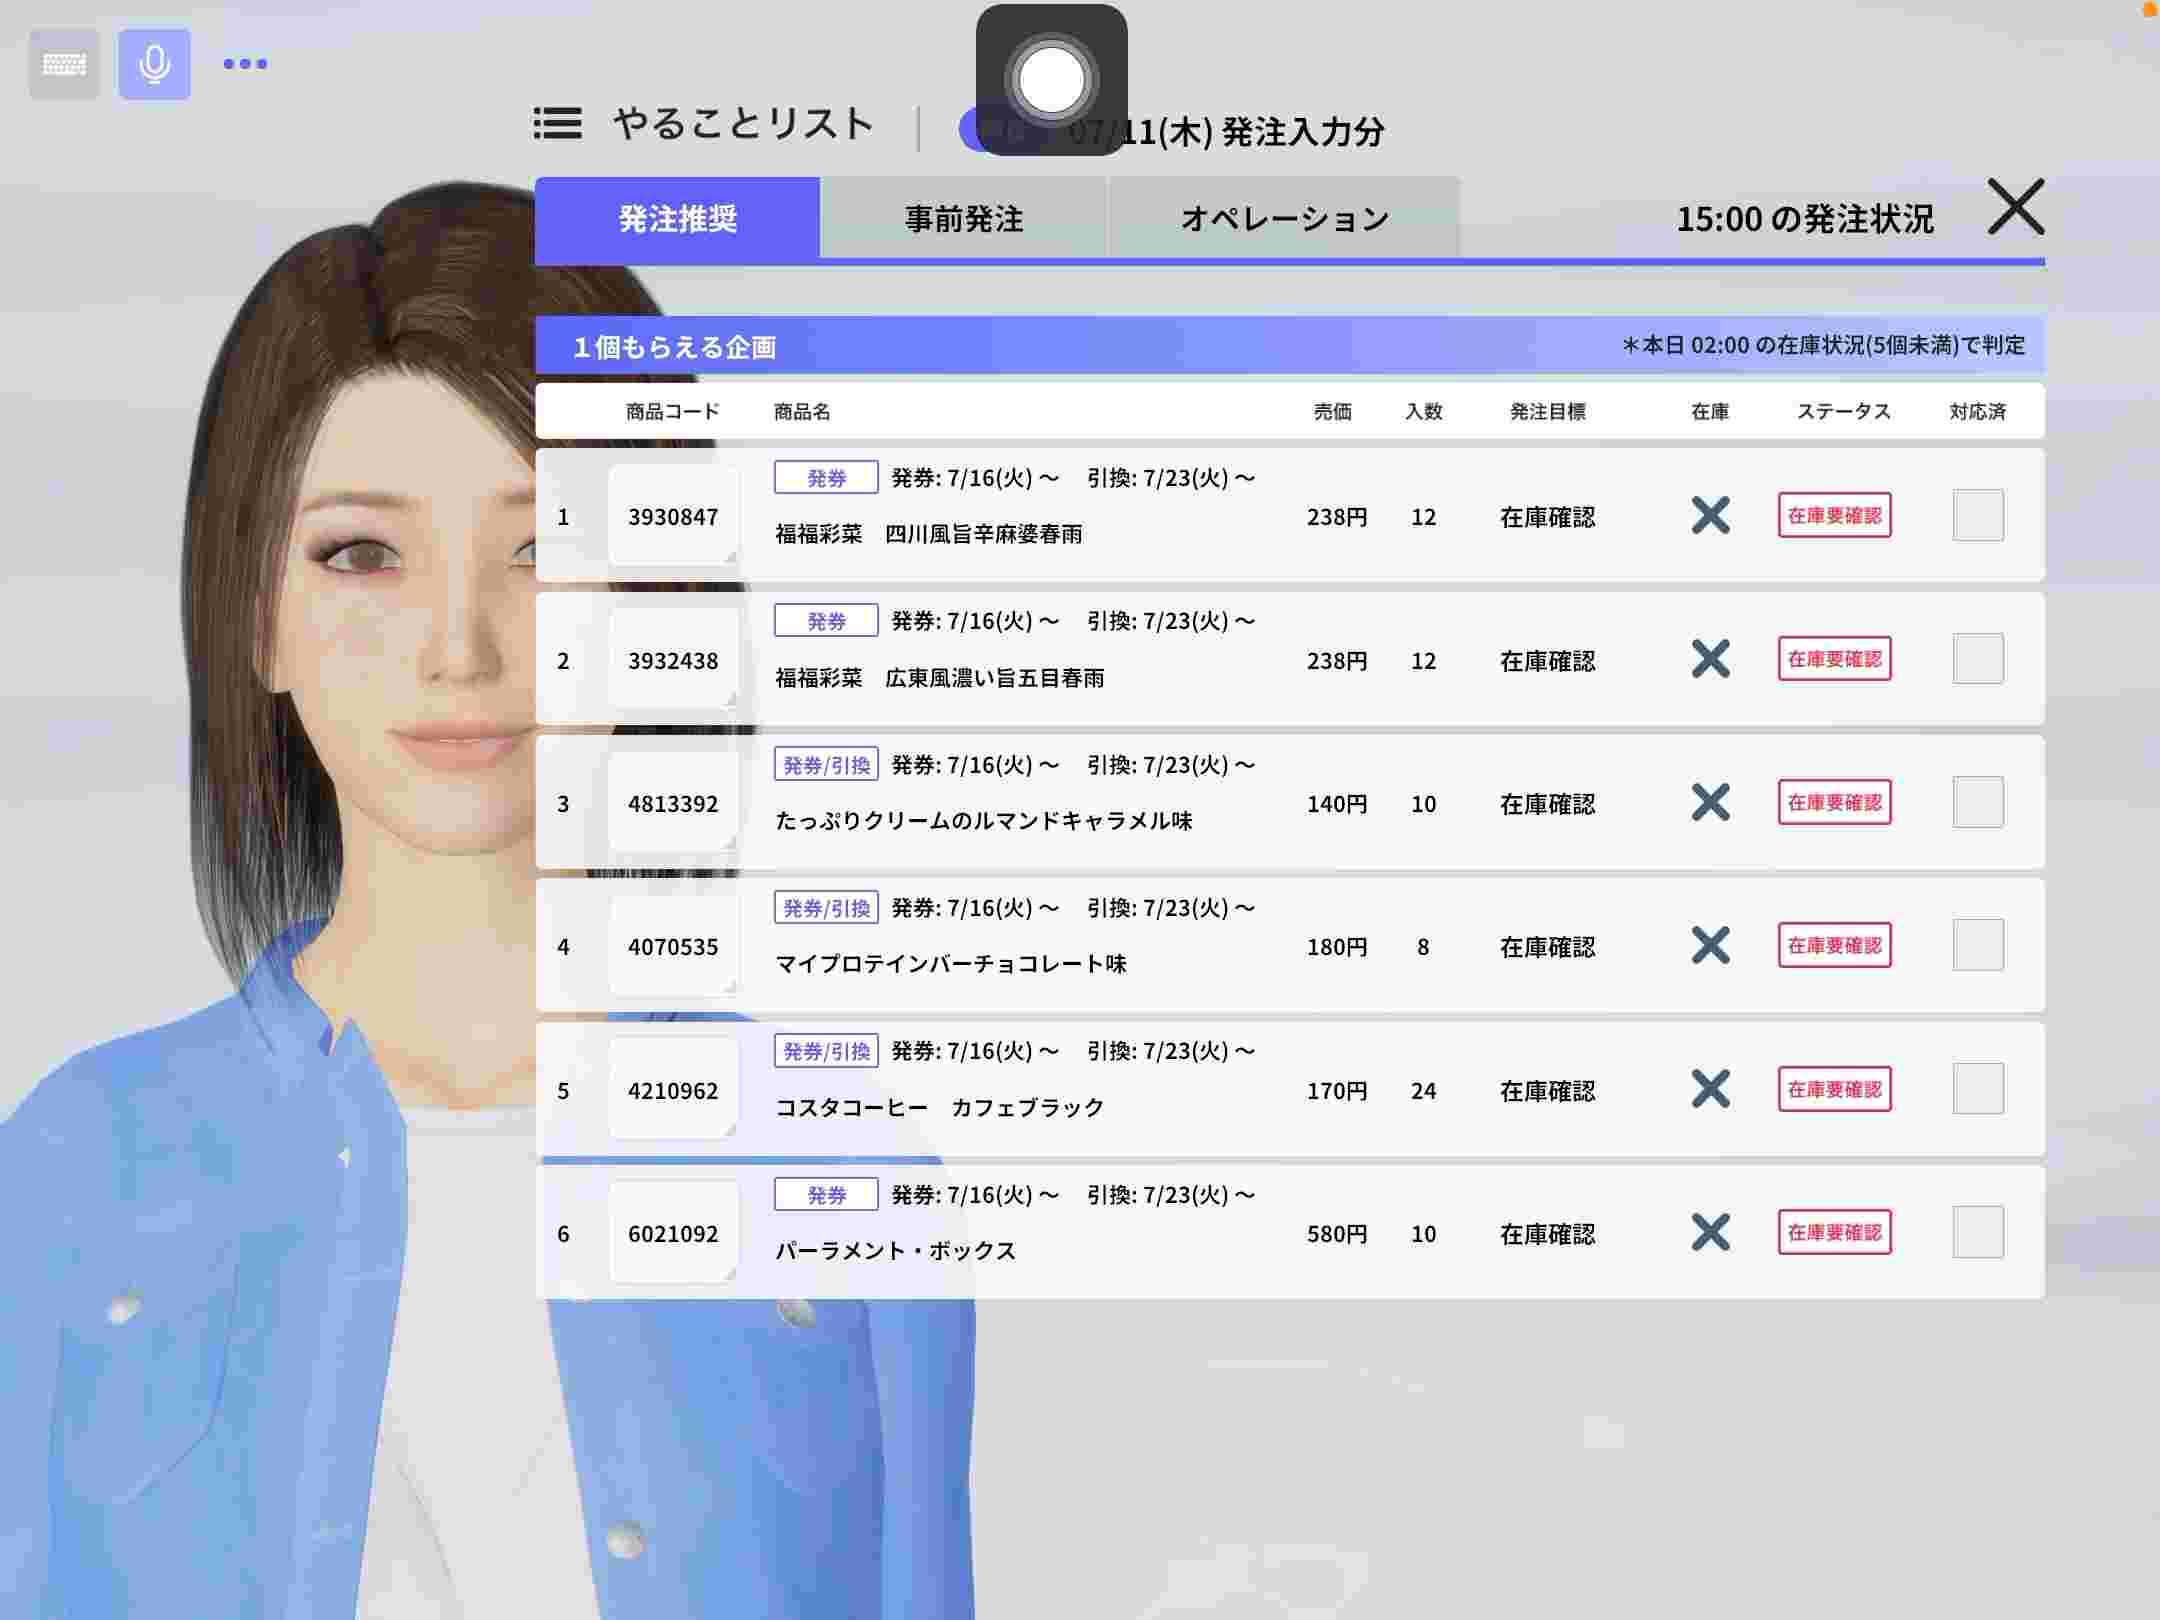 やることリスト
07/11(木) 発注入力分
発注推奨 事前発注 オペレーション 15:00 の発注状況
1個もらえる企画 ＊本日 02:00 の在庫状況(5個未満)で判定
商品コード 商品名 売価 入数 発注目標 在庫 ステータス 対応済
発券 発券: 7/16(火) ～ 引換: 7/23(火) ～
1 3930847 福福彩菜 四川風旨辛麻婆春雨 238円 12 在庫確認 在庫要確認
発券 発券: 7/16(火) ～ 引換: 7/23(火) ～
2 3932438 福福彩菜 広東風濃い旨五目春雨 238円 12 在庫確認 在庫要確認
発券/引換 発券: 7/16(火) ～ 引換: 7/23(火) ～
3 4813392 たっぷりクリームのルマンドキャラメル味 140円 10 在庫確認 在庫要確認
発券/引換 発券: 7/16(火) ～ 引換: 7/23(火) ～
4 4070535 マイプロテインバーチョコレート味 180円 8 在庫確認 在庫要確認
発券/引換 発券: 7/16(火) ～ 引換: 7/23(火) ～
5 4210962 コスタコーヒー カフェブラック 170円 24 在庫確認 在庫要確認
発券 発券: 7/16(火) ～ 引換: 7/23(火) ～
6 6021092 パーラメント・ボックス 580円 10 在庫確認 在庫要確認